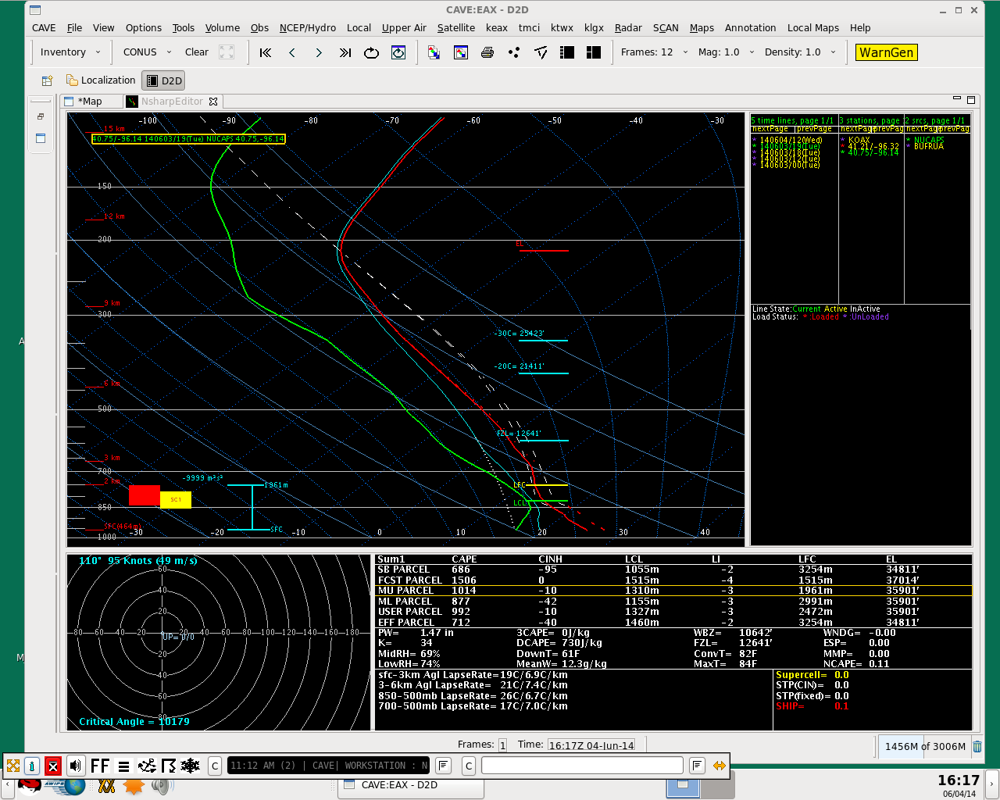 CAVE:EAX - D2D
CAVE File View Options Tools Volume Obs NCEP/Hydro Local Upper Air Satellite keax tmci ktwx klgx Radar SCAN Maps Annotation Local Maps Help
Inventory CONUS Clear Frames: 12 Mag: 1.0 Density: 1.0 WarnGen
Localization D2D
*Map NsharpEditor
-100 -90 -80 -70 -60 -50 -40 -30
15 km
40.75/-96.14 140603/19(Tue) NUCAPS 40.75,-96.14
150
12 km
200
EL
9 km
300
-30C= 25423'
-20C= 21411'
6 km
500
FZL= 12641'
3 km
700
-9999 m²s²
2 km
1961m
LFC
SC1
LCL
850
SFC(464m)
SFC
1000
-30 -20 -10 0 10 20 30 40
5 time lines, page 1/1
nextPage prevPage
* 140604/12(Wed)
* 140603/19(Tue)
* 140603/18(Tue)
* 140603/12(Tue)
* 140603/00(Tue)
3 stations, page
nextPage prevPage
* KOAX
* 41.21/-96.32
* 40.75/-96.14
2 srcs, page 1/1
nextPage prevPage
* NUCAPS
* BUFRUA
Line State:Current Active InActive
Load Status: * :Loaded * :UnLoaded
110° 95 Knots (49 m/s)
60
40
20
-80 -60 -40 -20 20 40 60 80 100 120 140 160 180
UP= 0/0
20
40
60
80
Critical Angle = 10179
Sum1 CAPE CINH LCL LI LFC EL
SB PARCEL 686 -95 1055m -2 3254m 34811'
FCST PARCEL 1506 0 1515m -4 1515m 37014'
MU PARCEL 1014 -10 1310m -3 1961m 35901'
ML PARCEL 877 -42 1155m -3 2991m 35901'
USER PARCEL 992 -10 1327m -3 2472m 35901'
EFF PARCEL 712 -40 1460m -2 3254m 34811'
PW= 1.47 in 3CAPE= 0J/kg WBZ= 10642' WNDG= -0.00
K= 34 DCAPE= 730J/kg FZL= 12641' ESP= 0.00
MidRH= 69% DownT= 61F ConvT= 82F MMP= 0.00
LowRH= 74% MeanW= 12.3g/kg MaxT= 84F NCAPE= 0.11
sfc-3km Agl LapseRate=19C/6.9C/km
3-6km Agl LapseRate= 21C/7.4C/km
850-500mb LapseRate= 26C/6.7C/km
700-500mb LapseRate= 17C/7.0C/km
Supercell= 0.0
STP(CIN)= 0.0
STP(fixed)= 0.0
SHIP= 0.1
Frames: 1 Time: 16:17Z 04-Jun-14
1456M of 3006M
FF C 11:12 AM (2) | CAVE| WORKSTATION : N C
AWIPS CAVE:EAX - D2D
16:17
06/04/14